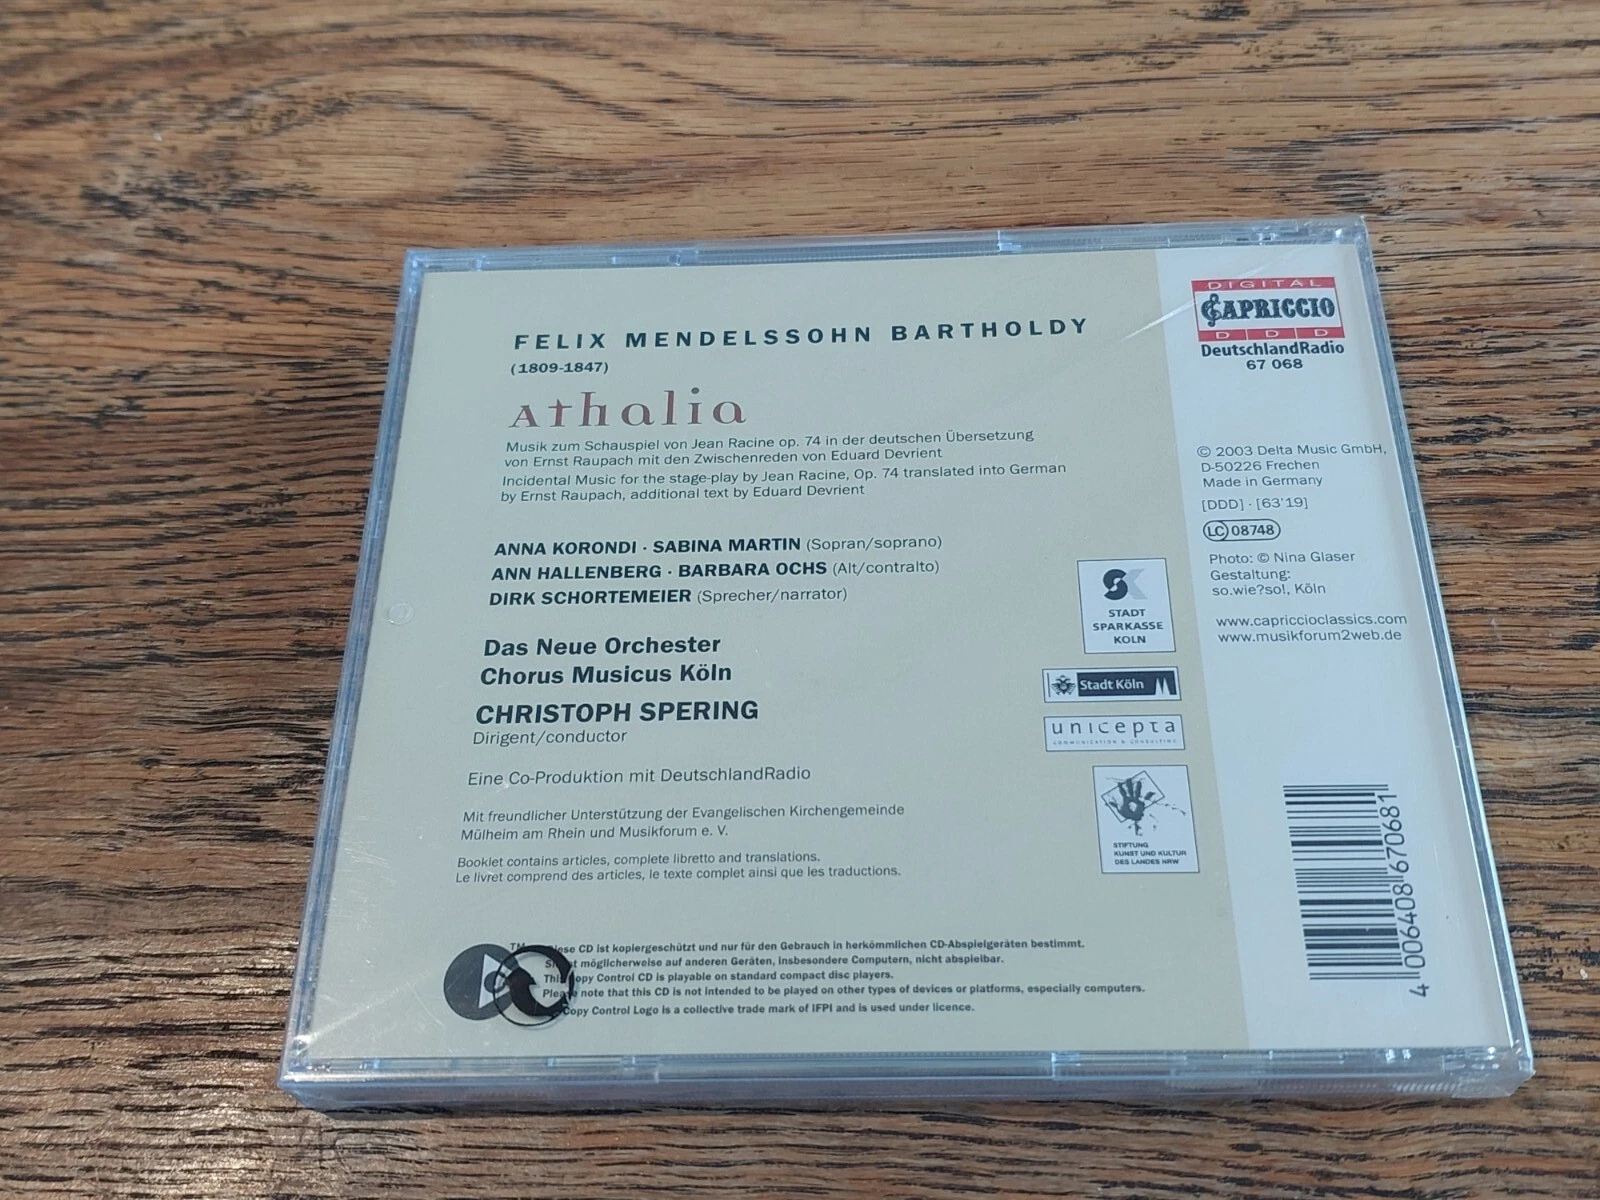 FELIX MENDELSSOHN BARTHOLDY
(1809-1847)
Athalia
Musik zum Schauspiel von Jean Racine op. 74 in der deutschen Übersetzung
von Ernst Raupach mit den Zwischenreden von Eduard Devrient
Incidental Music for the stage-play by Jean Racine, Op. 74 translated into German
by Ernst Raupach, additional text by Eduard Devrient
ANNA KORONDI · SABINA MARTIN (Sopran/soprano)
ANN HALLENBERG · BARBARA OCHS (Alt/contralto)
DIRK SCHORTEMEIER (Sprecher/narrator)
Das Neue Orchester
Chorus Musicus Köln
CHRISTOPH SPERING
Dirigent/conductor
Eine Co-Produktion mit DeutschlandRadio
Mit freundlicher Unterstützung der Evangelischen Kirchengemeinde
Mülheim am Rhein und Musikforum e. V.
Booklet contains articles, complete libretto and translations.
Le livret comprend des articles, le texte complet ainsi que les traductions.
TM
CD ist kopiergeschützt und nur für den Gebrauch in herkömmlichen CD-Abspielgeräten bestimmt.
möglicherweise auf anderen Geräten, insbesondere Computern, nicht abspielbar.
This Copy Control CD is playable on standard compact disc players.
Please note that this CD is not intended to be played on other types of devices or platforms, especially computers.
Copy Control Logo is a collective trade mark of IFPI and is used under licence.
SK
STADT
SPARKASSE
KÖLN
Stadt Köln
unicepta
COMMUNICATION & CONSULTING
STIFTUNG
KUNST UND KULTUR
DES LANDES NRW
DIGITAL
CAPRICCIO
D D D
DeutschlandRadio
67 068
© 2003 Delta Music GmbH,
D-50226 Frechen
Made in Germany
[DDD] · [63'19]
LC 08748
Photo: © Nina Glaser
Gestaltung:
so.wie?so!, Köln
www.capriccioclassics.com
www.musikforum2web.de
4 006408 670681